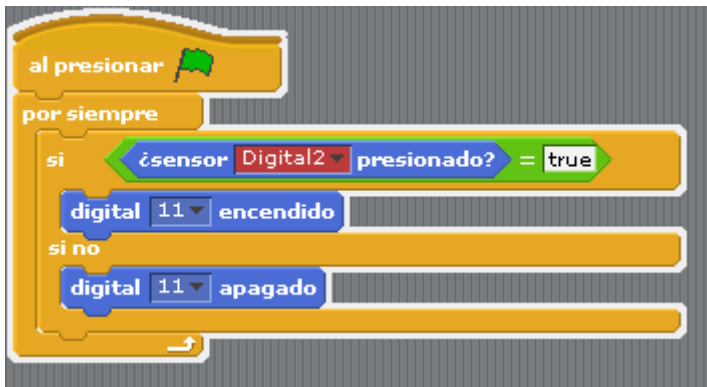 al presionar
por siempre
si ¿sensor Digital2 presionado? = true
digital 11 encendido
si no
digital 11 apagado